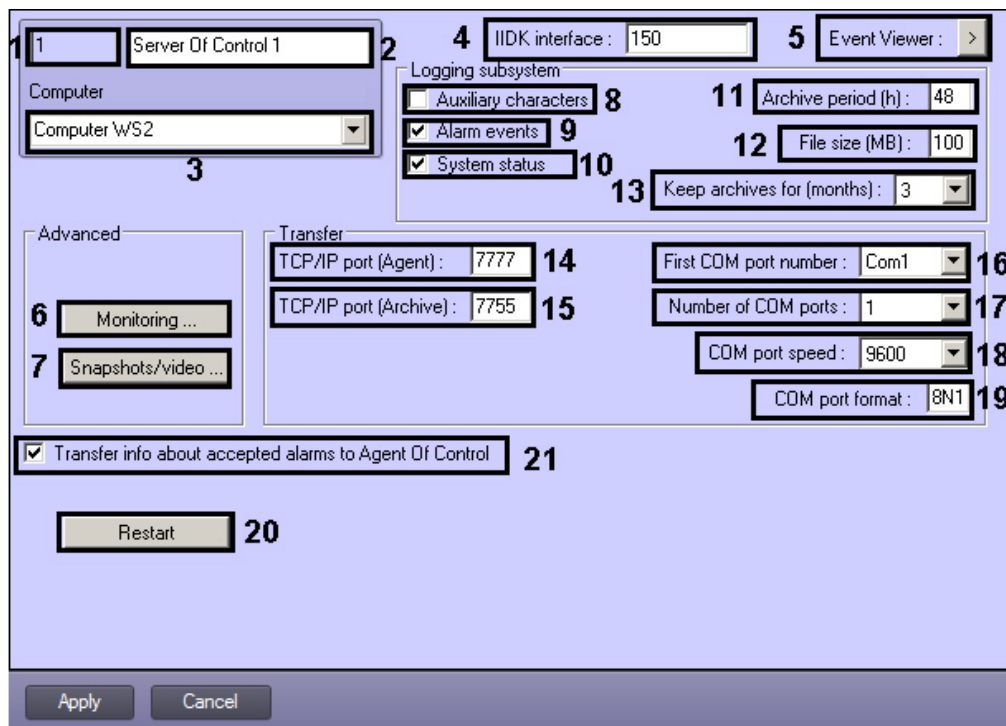 1 1 Server Of Control 1 2
Computer
Computer WS2
3
4 IIDK interface : 150
5 Event Viewer : >
Logging subsystem
Auxiliary characters 8
Alarm events 9
System status 10
11 Archive period (h) : 48
12 File size (MB) : 100
13 Keep archives for (months) : 3
Advanced
6 Monitoring ...
7 Snapshots/video ...
Transfer
TCP/IP port (Agent) : 7777 14
TCP/IP port (Archive) : 7755 15
First COM port number : Com1 16
Number of COM ports : 1 17
COM port speed : 9600 18
COM port format : 8N1 19
Transfer info about accepted alarms to Agent Of Control 21
Restart 20
Apply Cancel